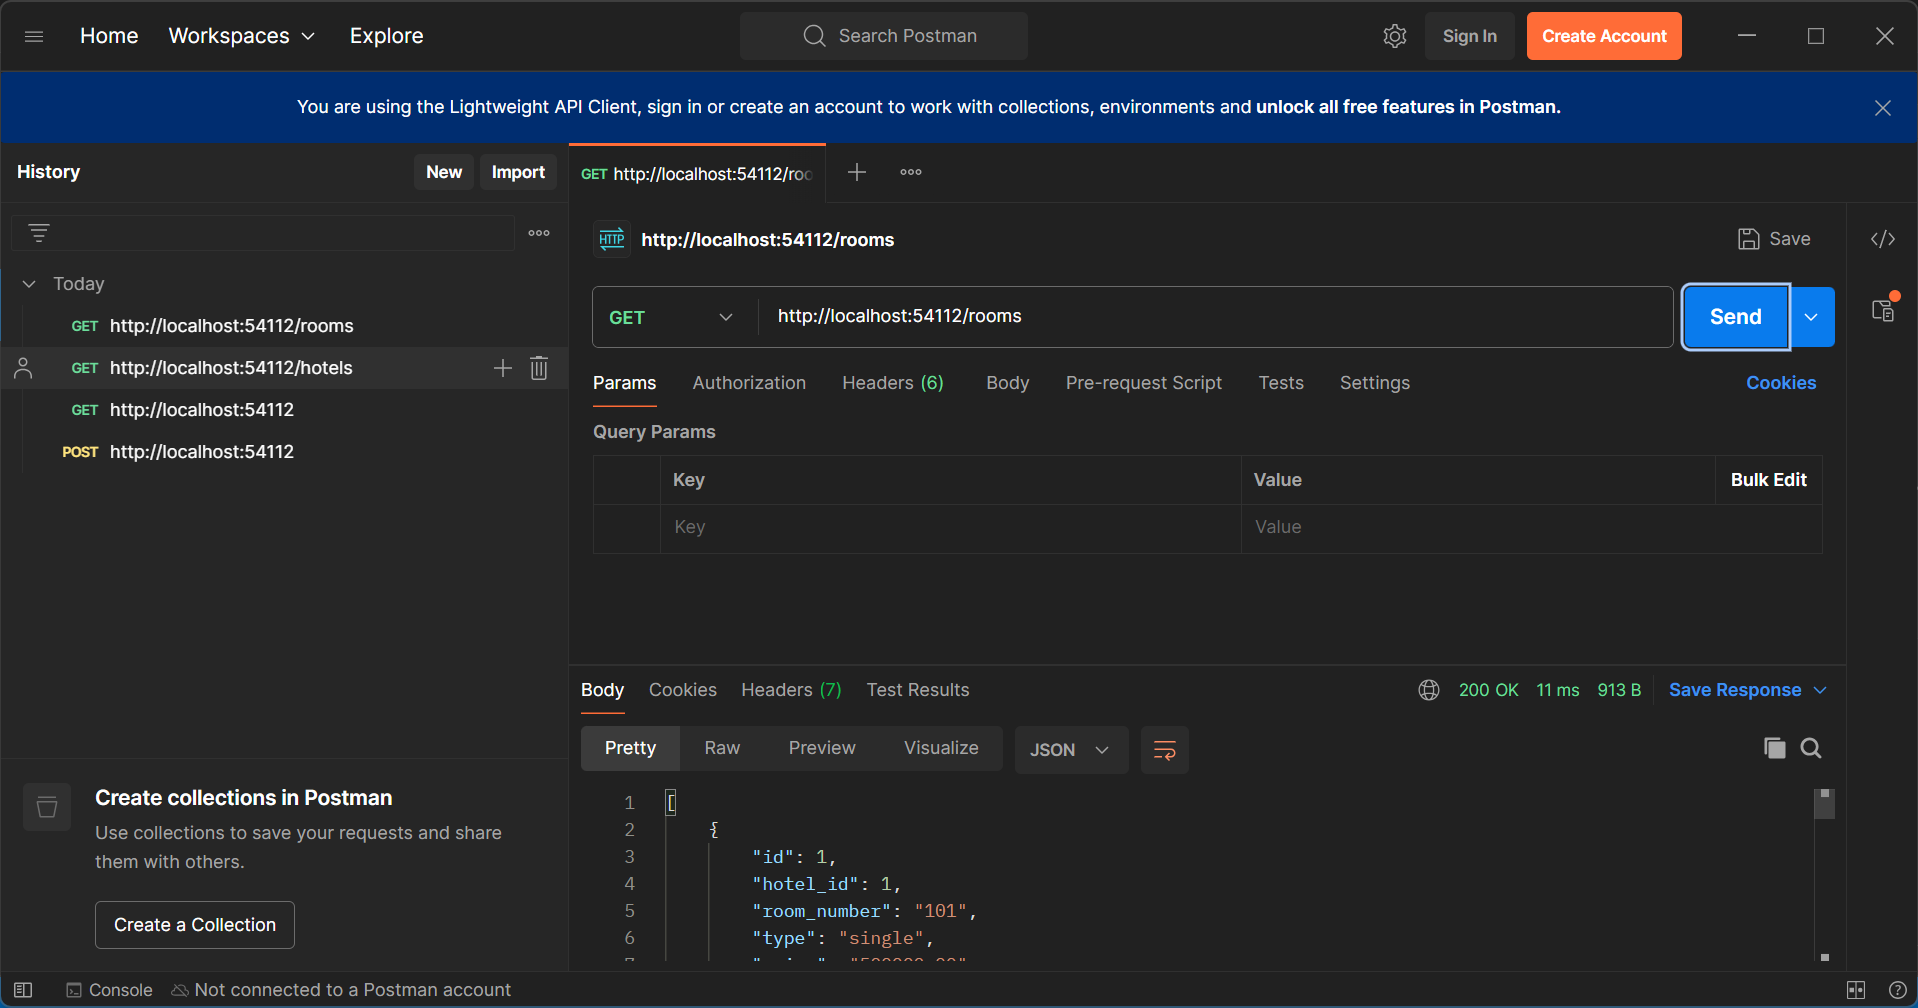 Home Workspaces Explore Search Postman Sign In Create Account
You are using the Lightweight API Client, sign in or create an account to work with collections, environments and unlock all free features in Postman.
History New Import
Today
GET http://localhost:54112/rooms
GET http://localhost:54112/hotels
GET http://localhost:54112
POST http://localhost:54112
Create collections in Postman
Use collections to save your requests and share
them with others.
Create a Collection
GET http://localhost:54112/roo
HTTP http://localhost:54112/rooms Save </>
GET http://localhost:54112/rooms Send
Params Authorization Headers (6) Body Pre-request Script Tests Settings Cookies
Query Params
Key Value Bulk Edit
Key Value
Body Cookies Headers (7) Test Results 200 OK 11 ms 913 B Save Response
Pretty Raw Preview Visualize JSON
1 [
2 {
3 "id": 1,
4 "hotel_id": 1,
5 "room_number": "101",
6 "type": "single",
Console Not connected to a Postman account